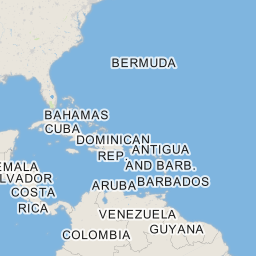 BERMUDA
BAHAMAS
CUBA
DOMINICAN
REP.
ANTIGUA
AND BARB.
EMALA
LVADOR
COSTA
RICA
ARUBA
BARBADOS
VENEZUELA
GUYANA
COLOMBIA